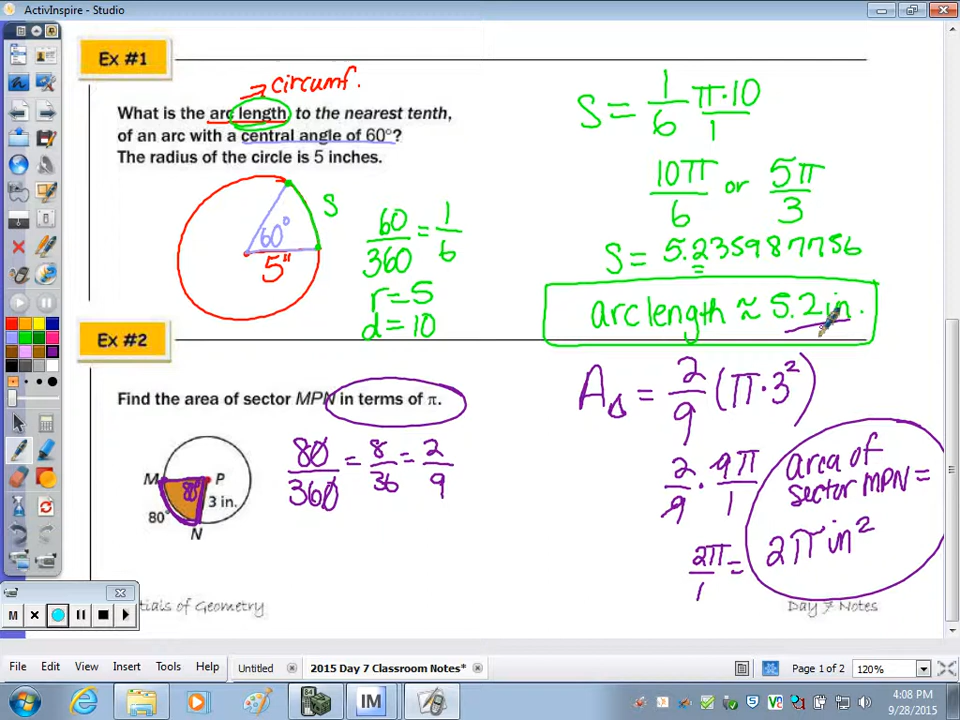 ActivInspire - Studio
Ex #1
→ circumf.
What is the arc length to the nearest tenth,
of an arc with a central angle of 60°?
The radius of the circle is 5 inches.
60°
5"
S
60/360 = 1/6
r = 5
d = 10
S = 1/6 π·10/1
10π/6 or 5π/3
S = 5.235987756
arc length ≈ 5.2 in.
Ex #2
Find the area of sector MPN in terms of π.
M
P
80°
3 in.
80°
N
80/360 = 8/36 = 2/9
A = 2/9 (π·3²)
2/9 · 9π/1
2π/1 =
area of
sector MPN =
2π in²
tials of Geometry
Day 7 Notes
M
File Edit View Insert Tools Help
Untitled
2015 Day 7 Classroom Notes*
Page 1 of 2
120%
IM
V2
4:08 PM
9/28/2015